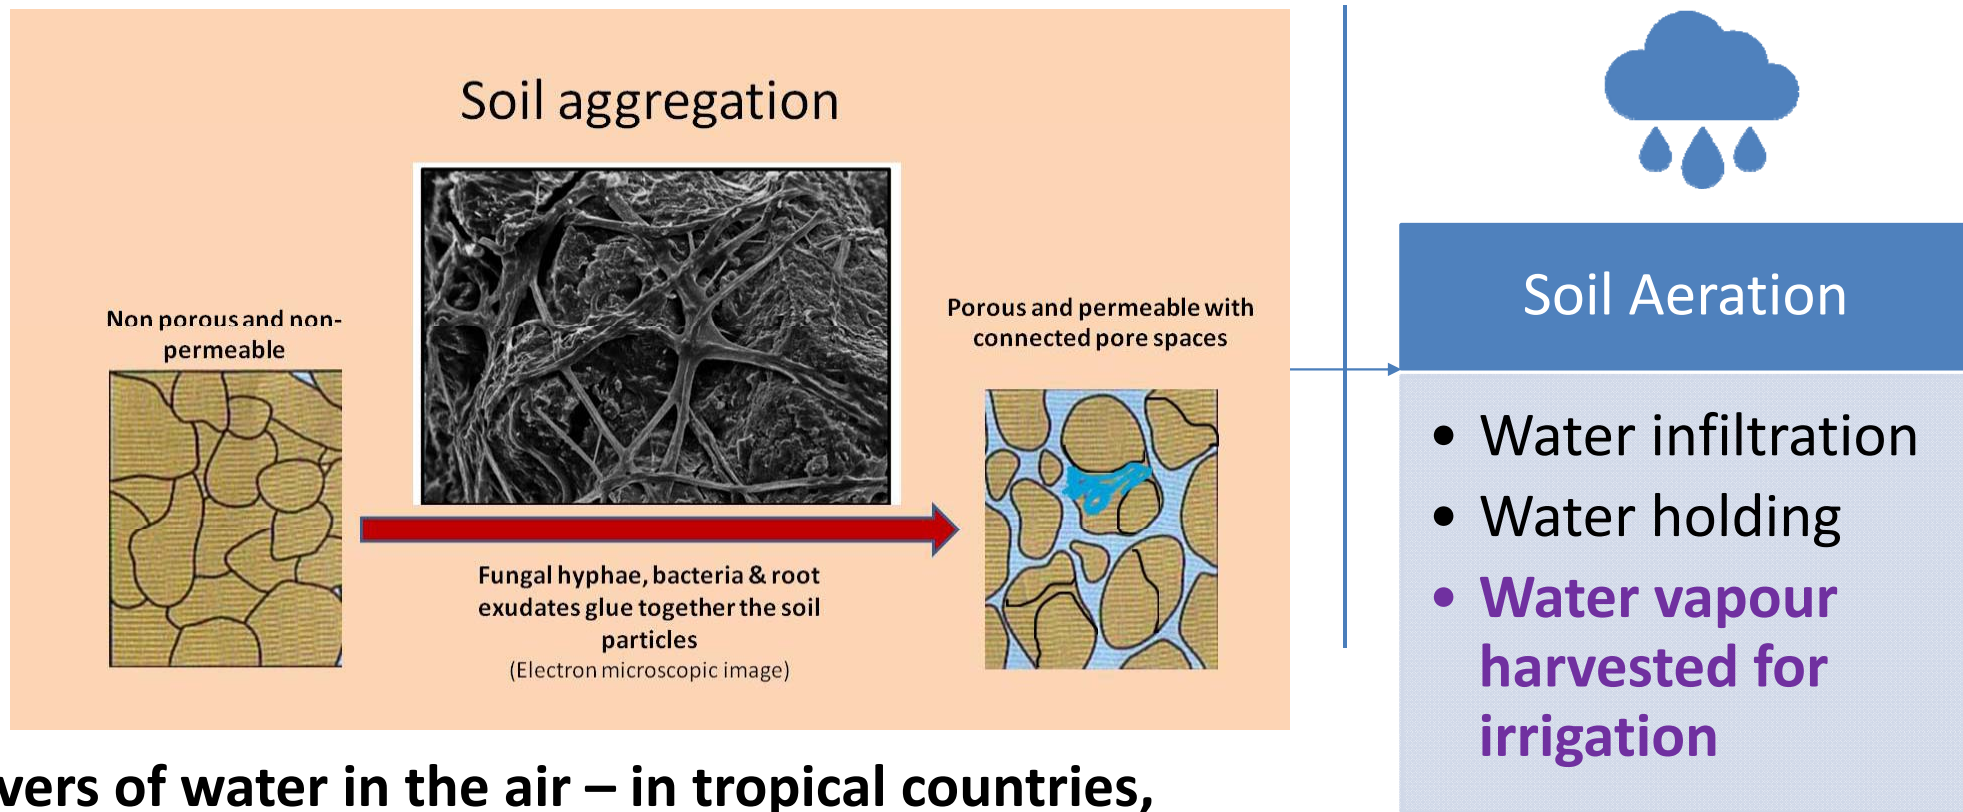 Soil aggregation
Non porous and non-
permeable
Porous and permeable with
connected pore spaces
Fungal hyphae, bacteria & root
exudates glue together the soil
particles
(Electron microscopic image)
Soil Aeration
• Water infiltration
• Water holding
• Water vapour
harvested for
irrigation
vers of water in the air – in tropical countries,